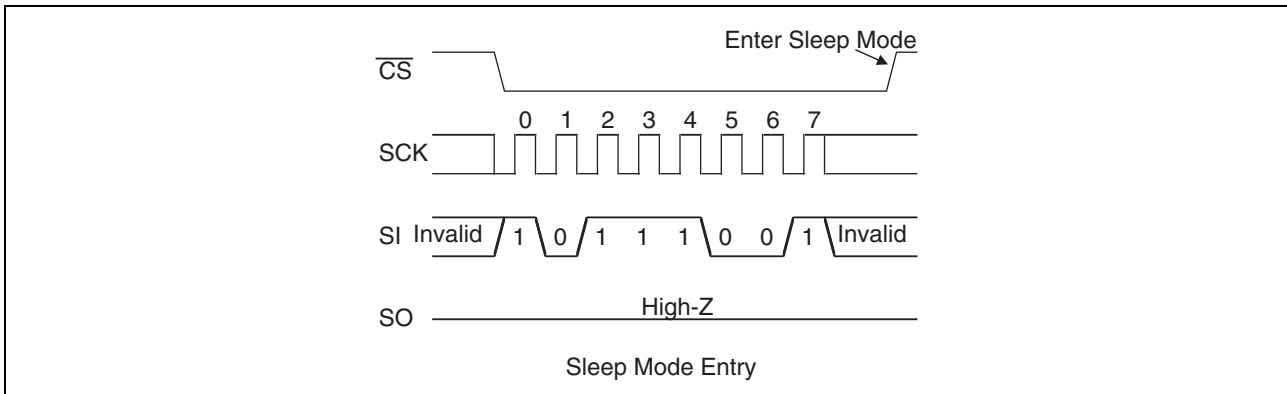 Enter Sleep Mode
CS
0 1 2 3 4 5 6 7
SCK
SI Invalid 1 0 1 1 1 0 0 1 Invalid
High-Z
SO
Sleep Mode Entry